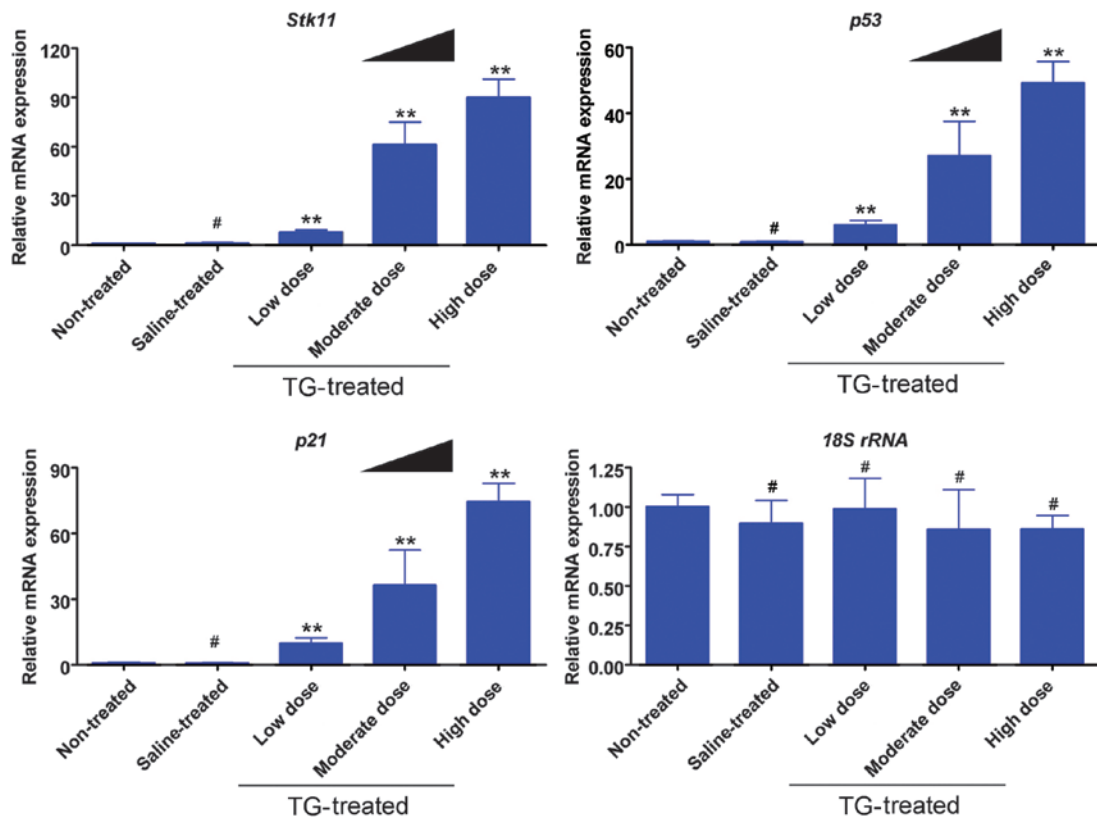 Stk11
Relative mRNA expression
120
90
60
30
0
#
**
**
**
Non-treated
Saline-treated
Low dose
Moderate dose
High dose
TG-treated
p53
Relative mRNA expression
60
40
20
0
#
**
**
**
Non-treated
Saline-treated
Low dose
Moderate dose
High dose
TG-treated
p21
Relative mRNA expression
90
60
30
0
#
**
**
**
Non-treated
Saline-treated
Low dose
Moderate dose
High dose
TG-treated
18S rRNA
Relative mRNA expression
1.25
1.00
0.75
0.50
0.25
0.00
#
#
#
#
Non-treated
Saline-treated
Low dose
Moderate dose
High dose
TG-treated